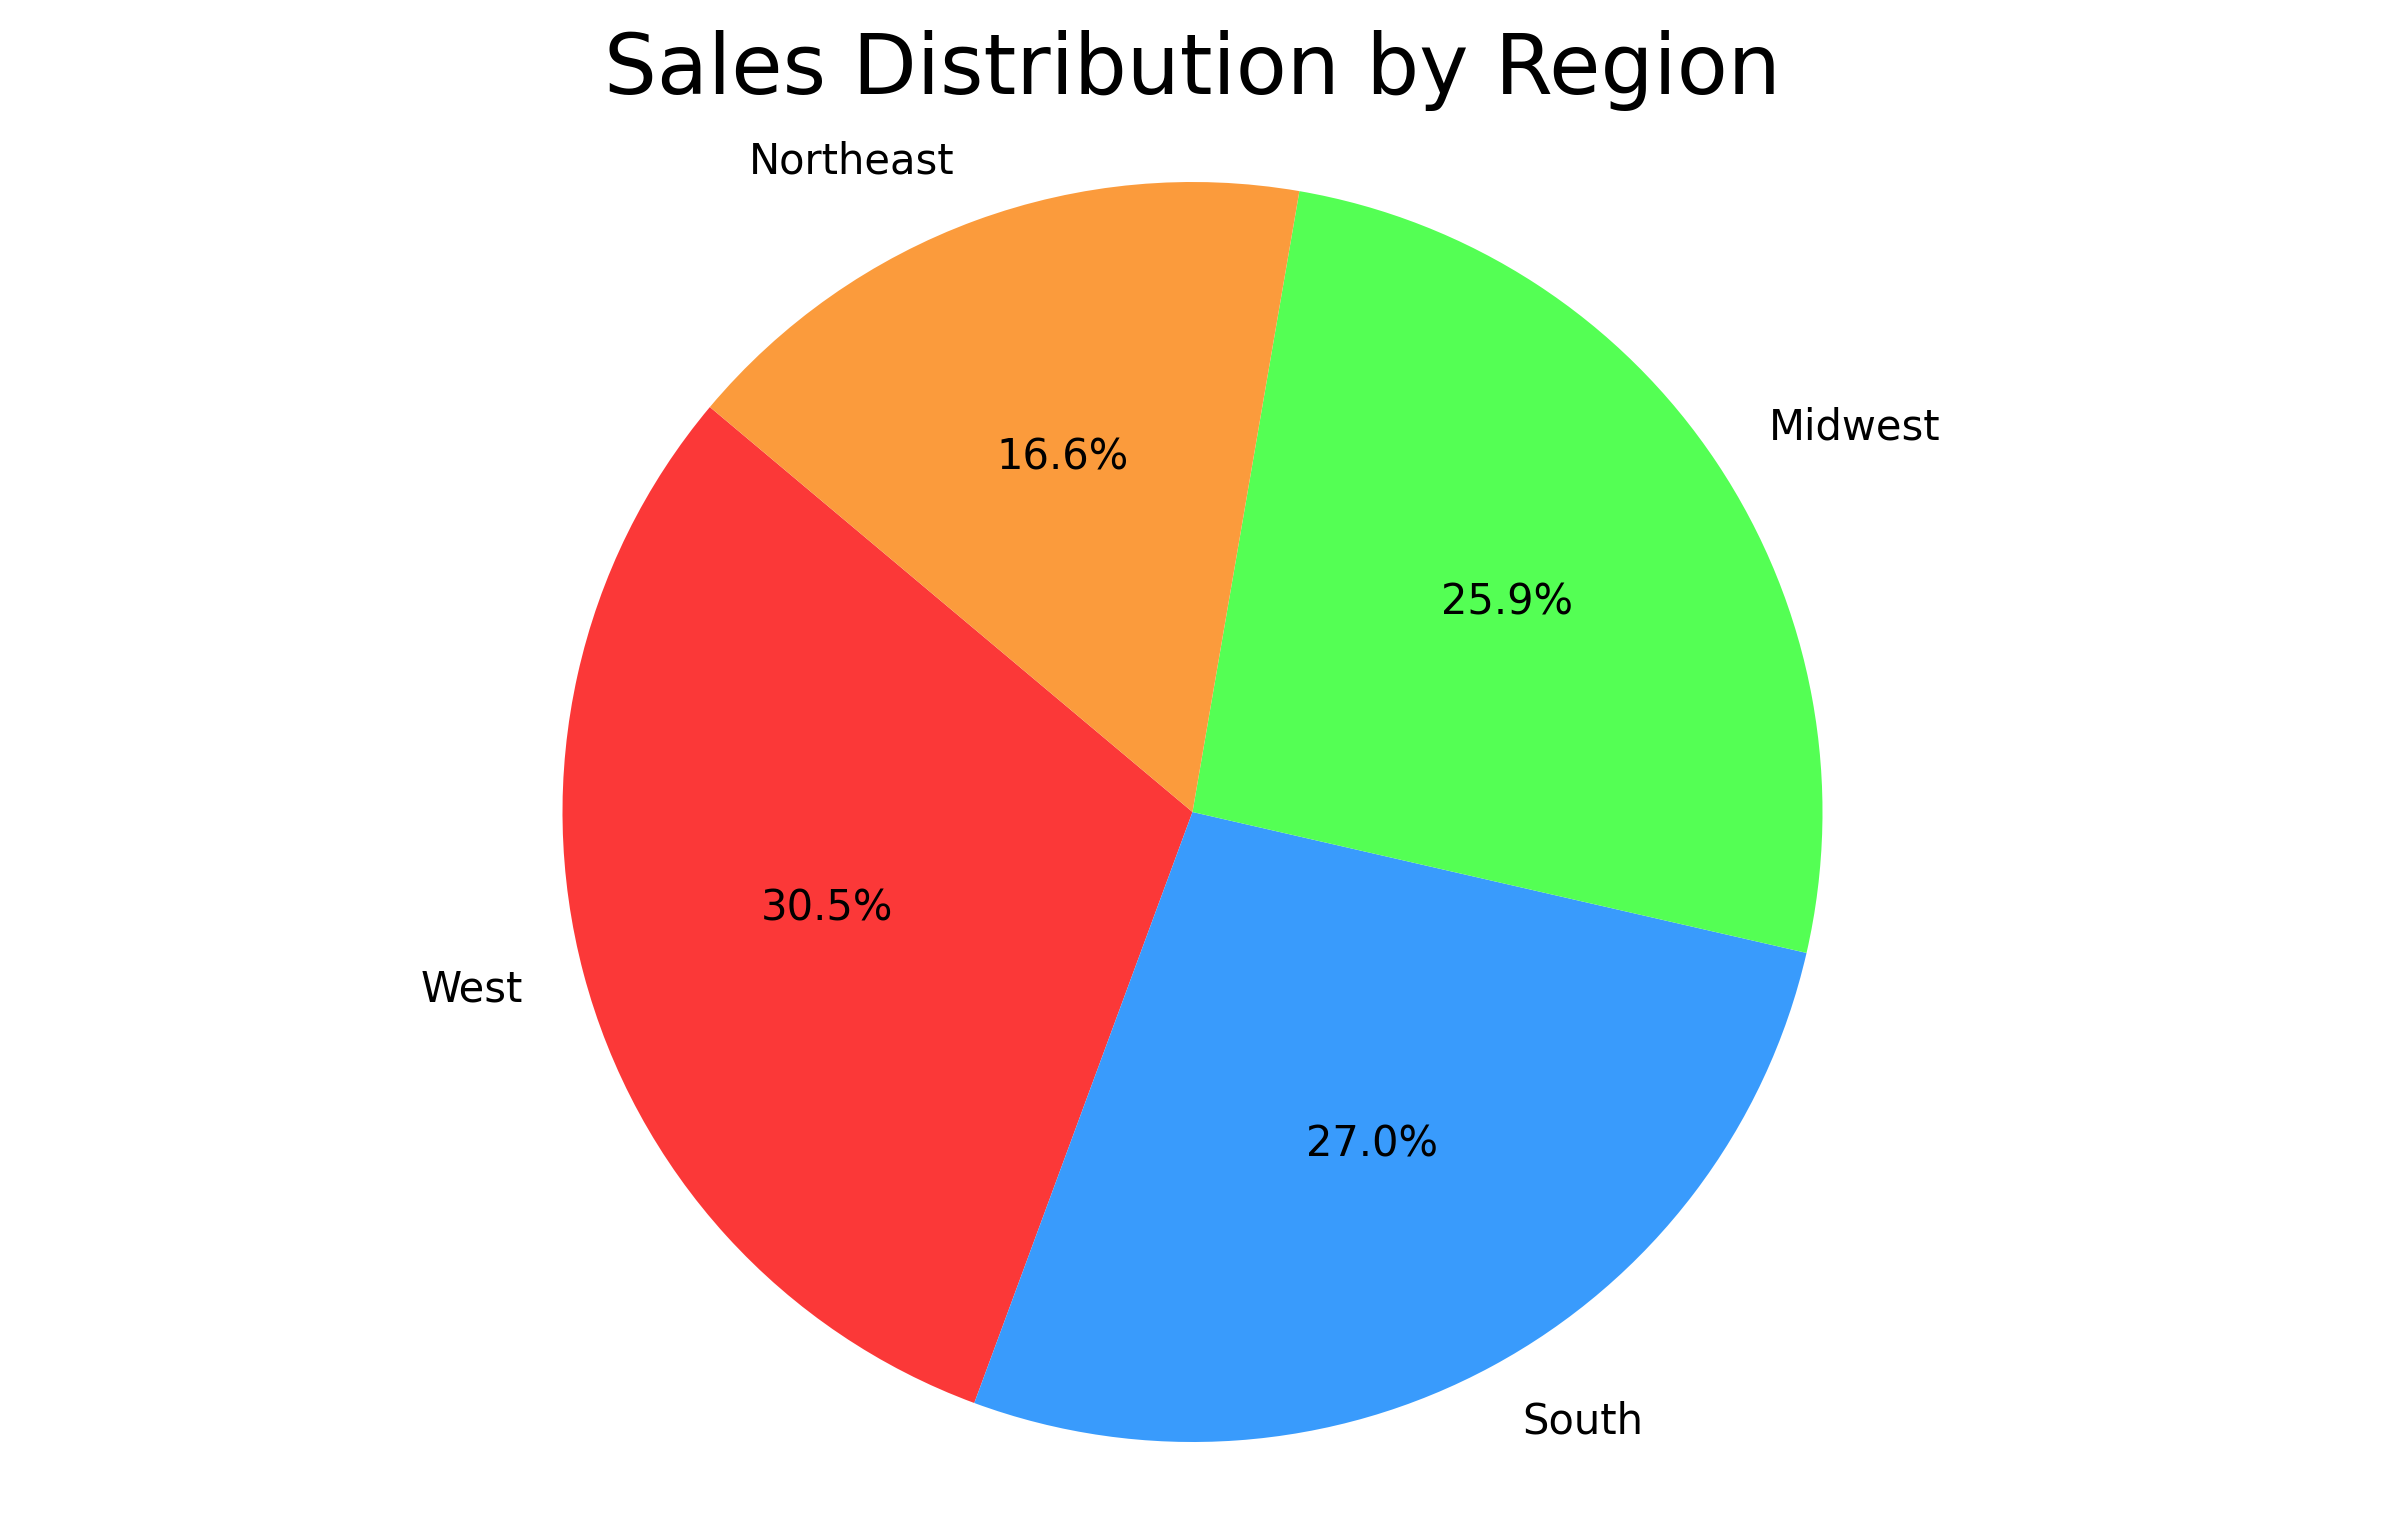 Sales Distribution by Region
Northeast
Midwest
16.6%
25.9%
30.5%
West
27.0%
South